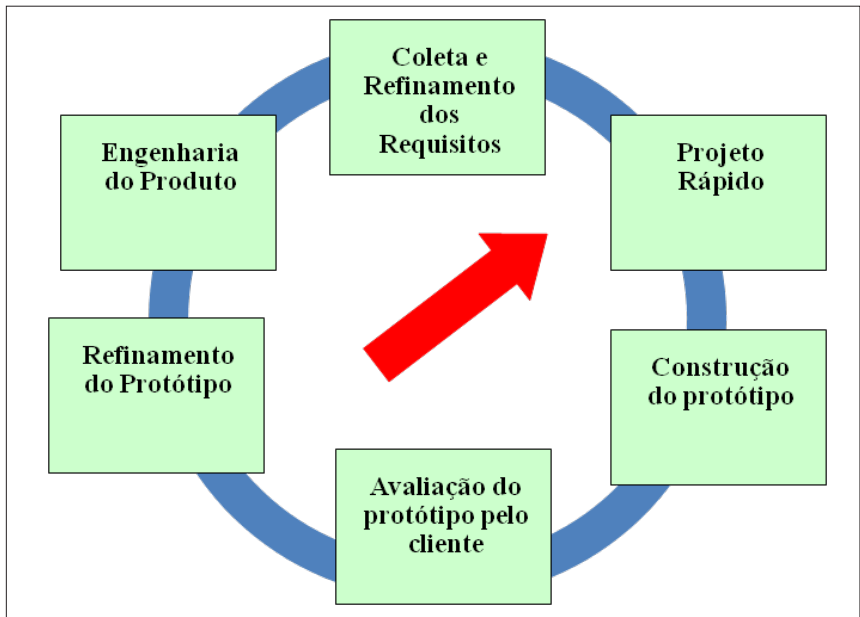 Coleta e
Refinamento
dos
Requisitos
Projeto
Rápido
Construção
do protótipo
Avaliação do
protótipo pelo
cliente
Refinamento
do Protótipo
Engenharia
do Produto